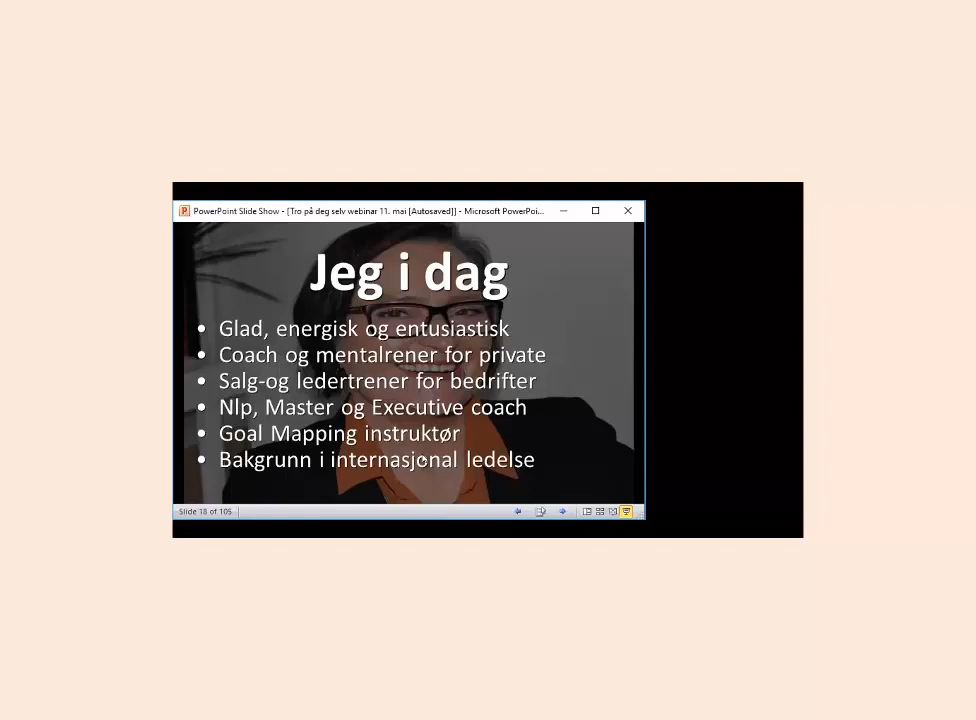 PowerPoint Slide Show - [Tro på deg selv webinar 11. mai [Autosaved]] - Microsoft PowerPoi...
Jeg i dag
• Glad, energisk og entusiastisk
• Coach og mentalrener for private
• Salg-og ledertrener for bedrifter
• Nlp, Master og Executive coach
• Goal Mapping instruktør
• Bakgrunn i internasjonal ledelse
Slide 18 of 105